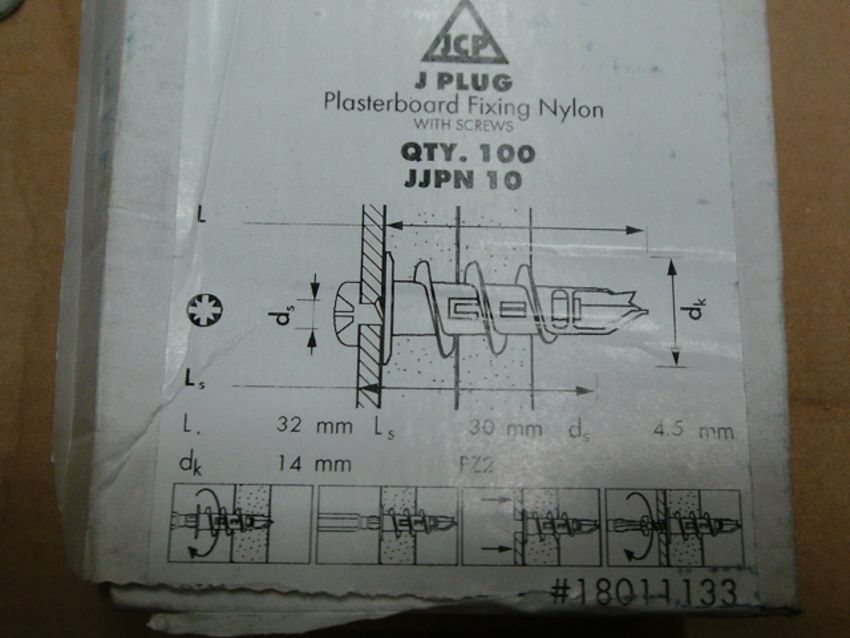 JCP
J PLUG
Plasterboard Fixing Nylon
WITH SCREWS
QTY. 100
JJPN 10
L
ds
dk
Ls
L. 32 mm Ls 30 mm ds 4.5 mm
dk 14 mm PZ2
#18011133